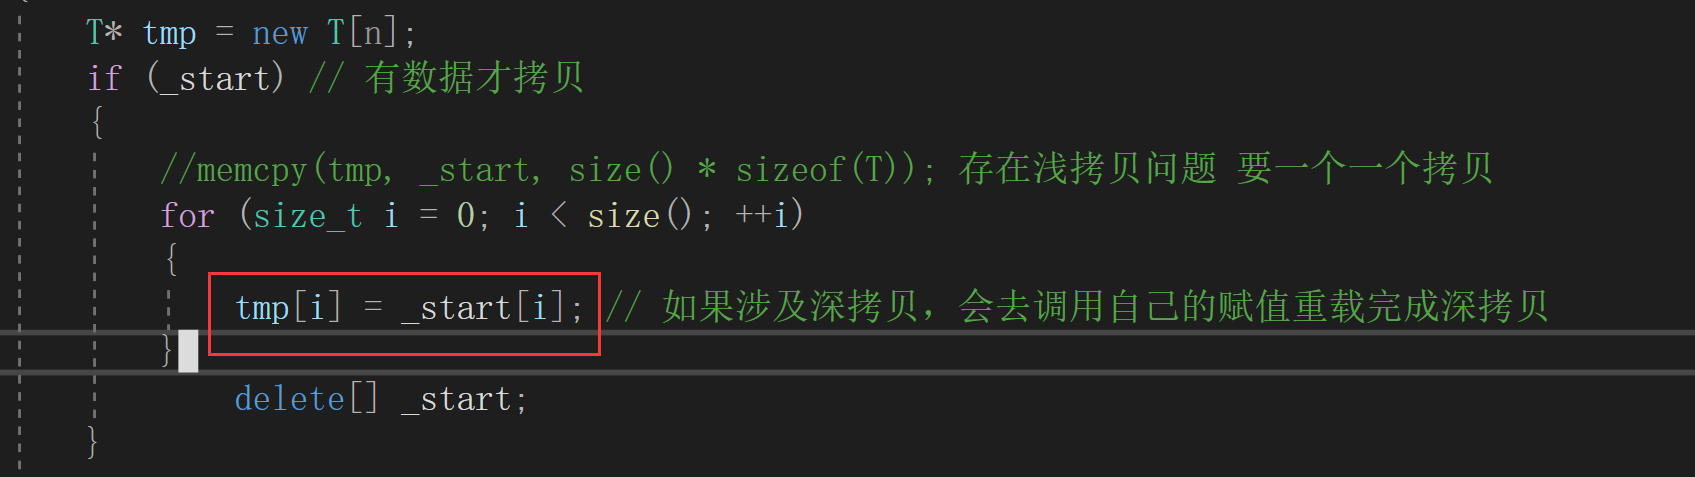 T* tmp = new T[n];
if (_start) // 有数据才拷贝
{
//memcpy(tmp, _start, size() * sizeof(T)); 存在浅拷贝问题 要一个一个拷贝
for (size_t i = 0; i < size(); ++i)
{
tmp[i] = _start[i]; // 如果涉及深拷贝，会去调用自己的赋值重载完成深拷贝
}
delete[] _start;
}